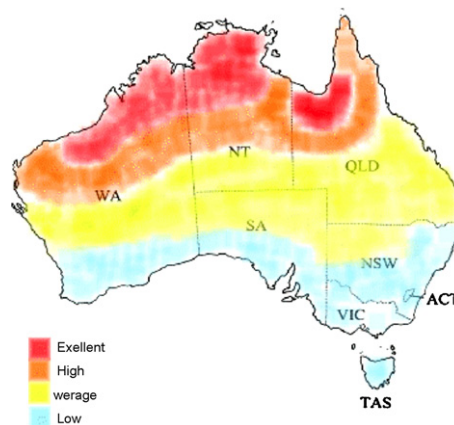 NT
QLD
WA
SA
NSW
ACT
VIC
TAS
Exellent
High
werage
Low